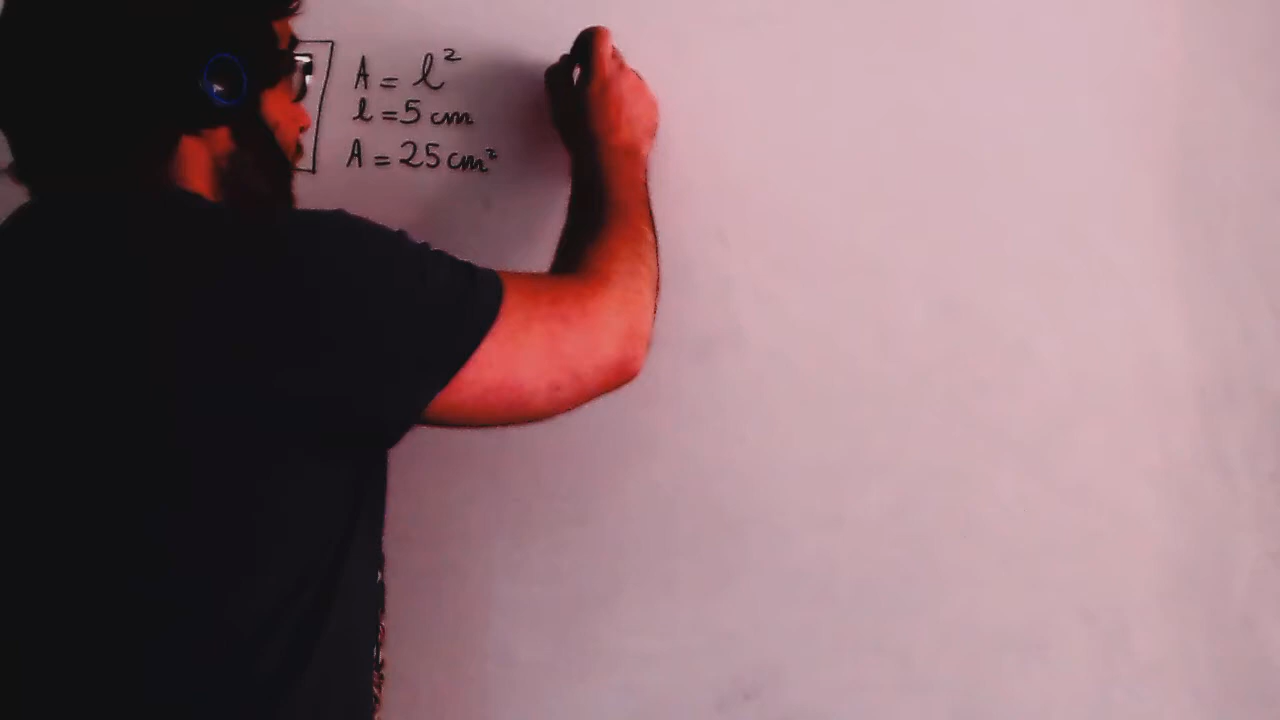 A = l²
l = 5 cm
A = 25 cm²